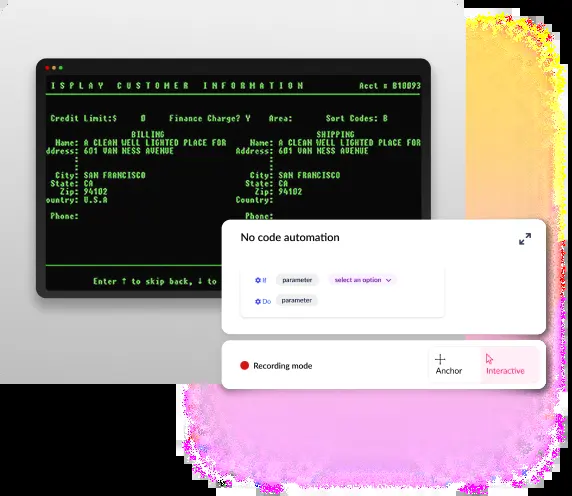 ISPLAY CUSTOMER INFORMATION Acct # 810093
Credit Limit:$ 0 Finance Charge? Y Area: Sort Codes: B
BILLING SHIPPING
Name: A CLEAN WELL LIGHTED PLACE FOR Name: A CLEAN WELL LIGHTED PLACE FOR
ddress: 601 VAN NESS AVENUE Address: 601 VAN NESS AVENUE
: :
: :
City: SAN FRANCISCO City: SAN FRANCISCO
State: CA State: CA
Zip: 94102 Zip: 94102
ountry: U.S.A Country:
Phone: Phone:
Enter ↑ to skip back, ↓ to
No code automation
If parameter select an option
Do parameter
Recording mode
Anchor Interactive